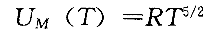 U_M (T) = RT^{5/2}